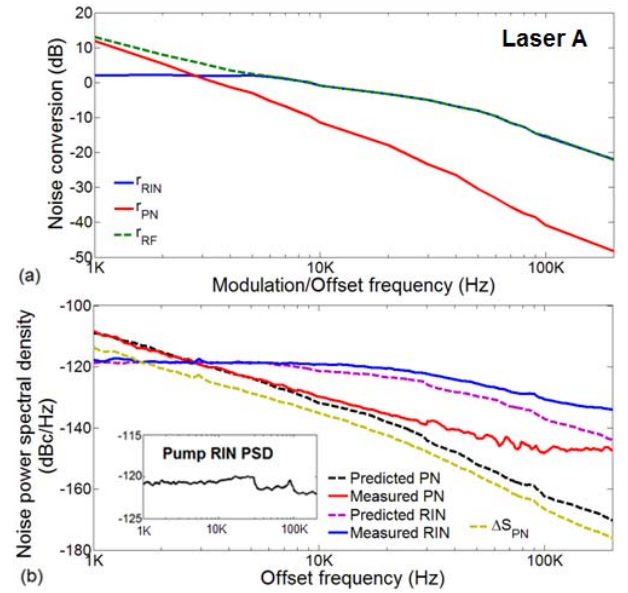 Laser A
20
10
0
-10
-20
-30
-40
-50
Noise conversion (dB)
r_RIN
r_PN
r_RF
1K 10K 100K
(a)
Modulation/Offset frequency (Hz)
-100
-120
-140
-160
-180
Noise power spectral density
(dBc/Hz)
-115
-120
-125
Pump RIN PSD
1K 10K 100K
Predicted PN
Measured PN
Predicted RIN
Measured RIN
ΔS_PN
1K 10K 100K
(b)
Offset frequency (Hz)